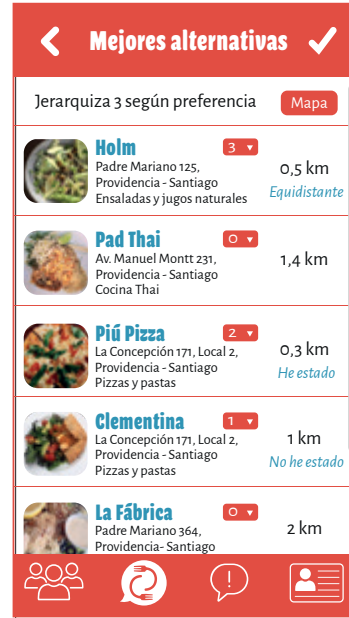 Mejores alternativas
Jerarquiza 3 según preferencia
Mapa
Holm
3
Padre Mariano 125,
Providencia - Santiago
Ensaladas y jugos naturales
0,5 km
Equidistante
Pad Thai
0
Av. Manuel Montt 231,
Providencia - Santiago
Cocina Thai
1,4 km
Piú Pizza
2
La Concepción 171, Local 2,
Providencia - Santiago
Pizzas y pastas
0,3 km
He estado
Clementina
1
La Concepción 171, Local 2,
Providencia - Santiago
Pizzas y pastas
1 km
No he estado
La Fábrica
0
Padre Mariano 364,
Providencia- Santiago
2 km
!